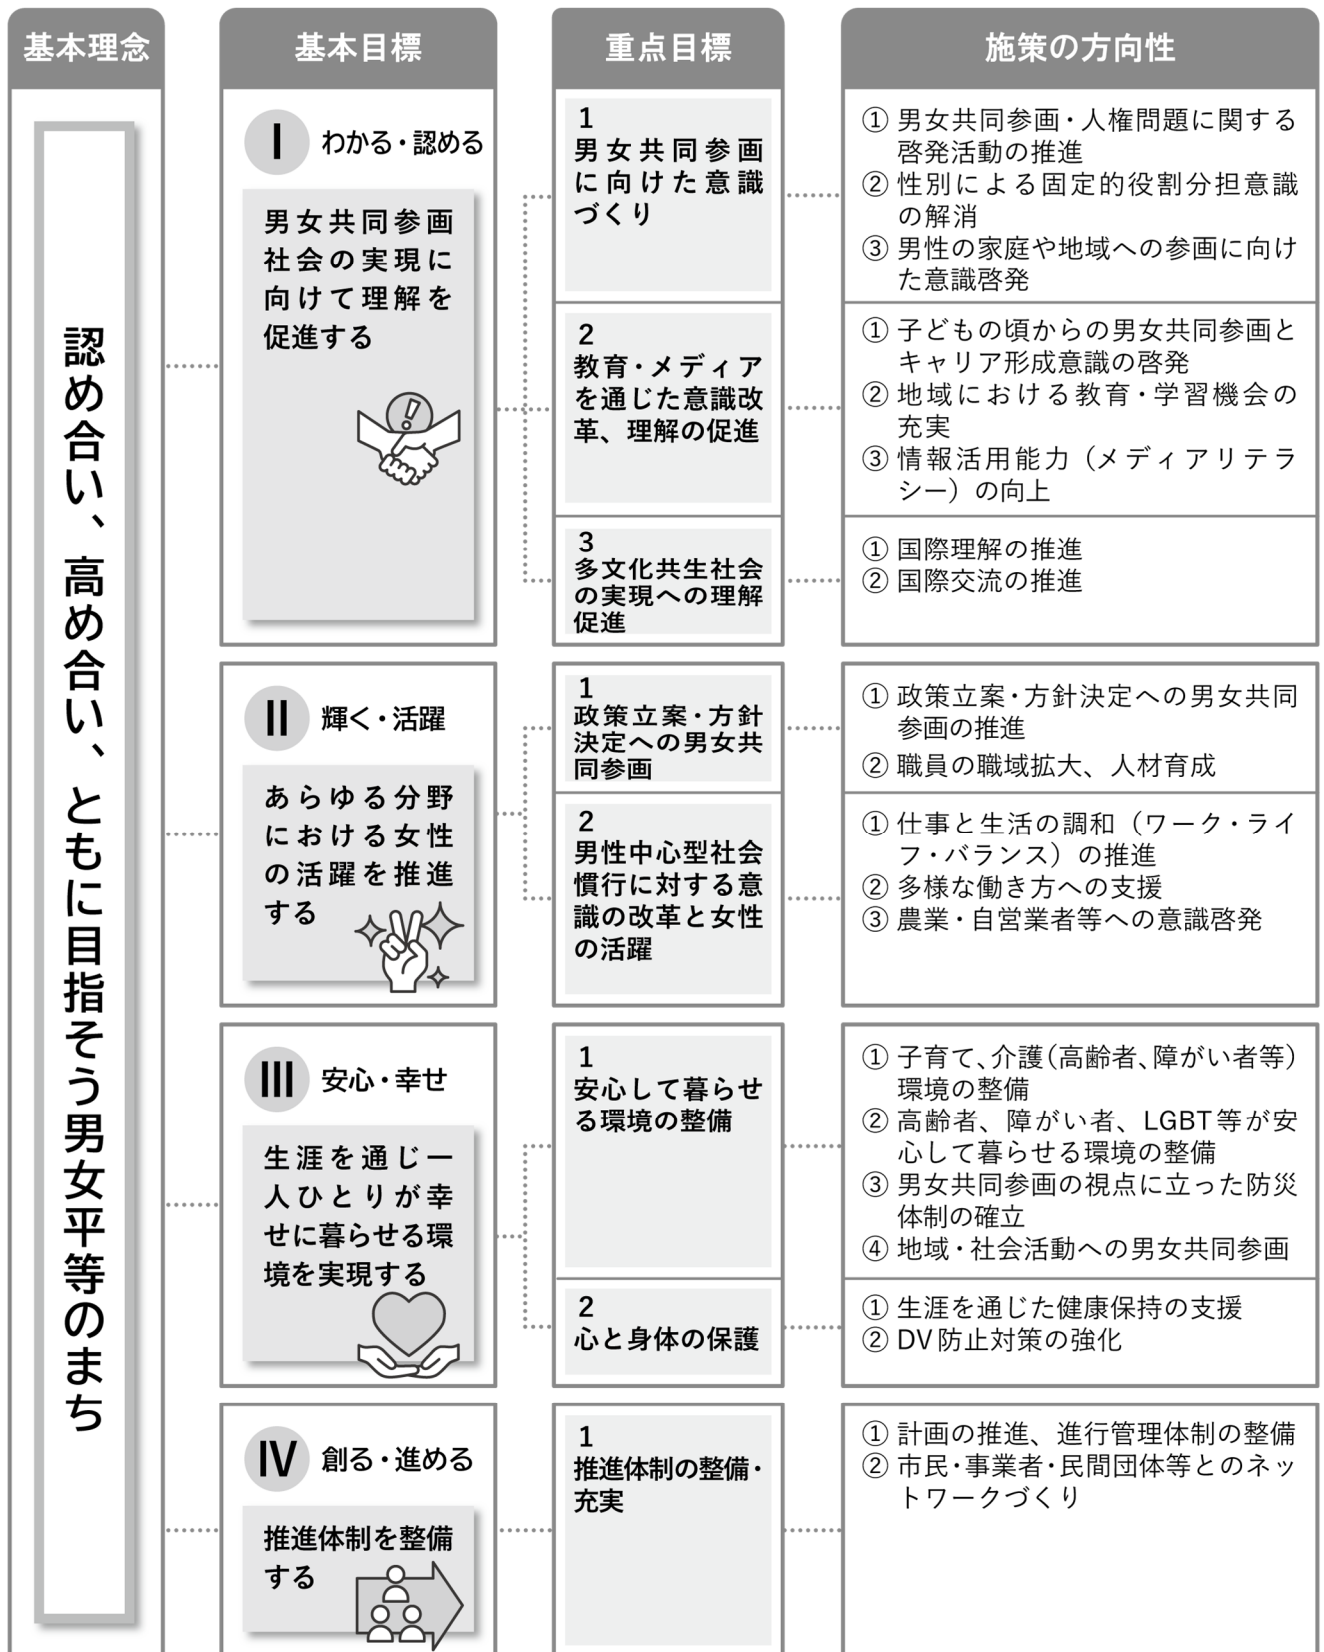 基本理念
基本目標
重点目標
施策の方向性
認め合い、高め合い、ともに目指そう男女平等のまち
I
わかる・認める
男女共同参画
社会の実現に
向けて理解を
促進する
1
男女共同参画
に向けた意識
づくり
① 男女共同参画・人権問題に関する
啓発活動の推進
② 性別による固定的役割分担意識
の解消
③ 男性の家庭や地域への参画に向け
た意識啓発
2
教育・メディア
を通じた意識改
革、理解の促進
① 子どもの頃からの男女共同参画と
キャリア形成意識の啓発
② 地域における教育・学習機会の
充実
③ 情報活用能力（メディアリテラ
シー）の向上
3
多文化共生社会
の実現への理解
促進
① 国際理解の推進
② 国際交流の推進
II
輝く・活躍
あらゆる分野
における女性
の活躍を推進
する
1
政策立案・方針
決定への男女共
同参画
① 政策立案・方針決定への男女共同
参画の推進
② 職員の職域拡大、人材育成
2
男性中心型社会
慣行に対する意
識の改革と女性
の活躍
① 仕事と生活の調和（ワーク・ライ
フ・バランス）の推進
② 多様な働き方への支援
③ 農業・自営業者等への意識啓発
III
安心・幸せ
生涯を通じ一
人ひとりが幸
せに暮らせる環
境を実現する
1
安心して暮らせ
る環境の整備
① 子育て、介護（高齢者、障がい者等）
環境の整備
② 高齢者、障がい者、LGBT等が安
心して暮らせる環境の整備
③ 男女共同参画の視点に立った防災
体制の確立
④ 地域・社会活動への男女共同参画
2
心と身体の保護
① 生涯を通じた健康保持の支援
② DV防止対策の強化
IV
創る・進める
推進体制を整備
する
1
推進体制の整備・
充実
① 計画の推進、進行管理体制の整備
② 市民・事業者・民間団体等とのネッ
トワークづくり